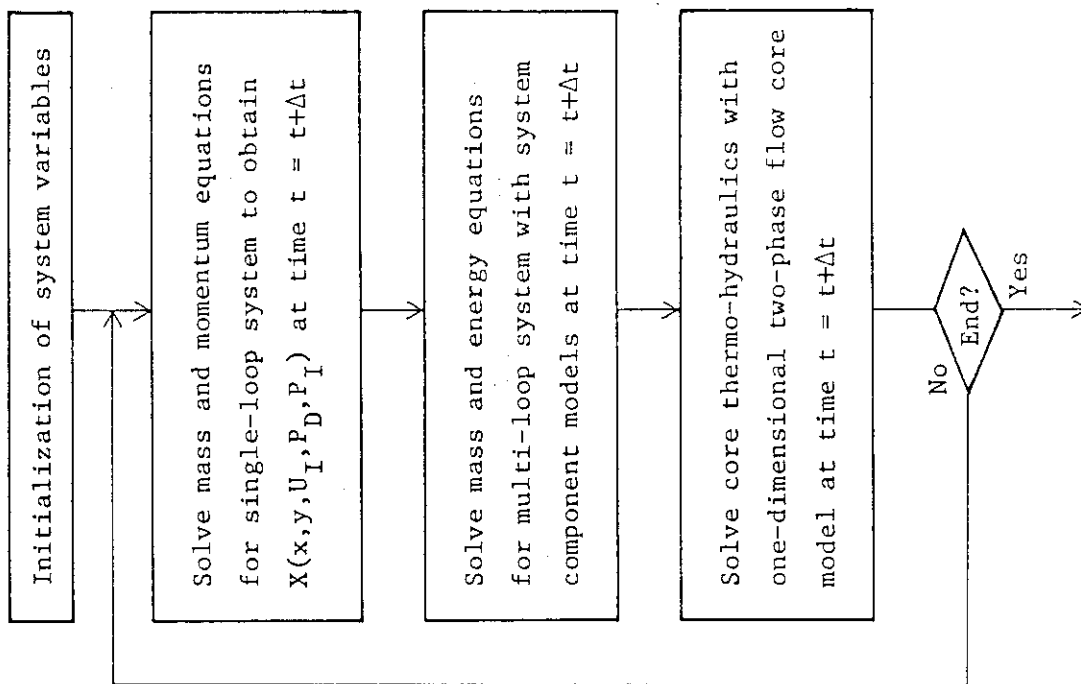 Initialization of system variables
Solve mass and momentum equations
for single-loop system to obtain
X(x,y,U_I,P_D,P_I) at time t = t+Δt
Solve mass and energy equations
for multi-loop system with system
component models at time t = t+Δt
Solve core thermo-hydraulics with
one-dimensional two-phase flow core
model at time t = t+Δt
End?
No
Yes